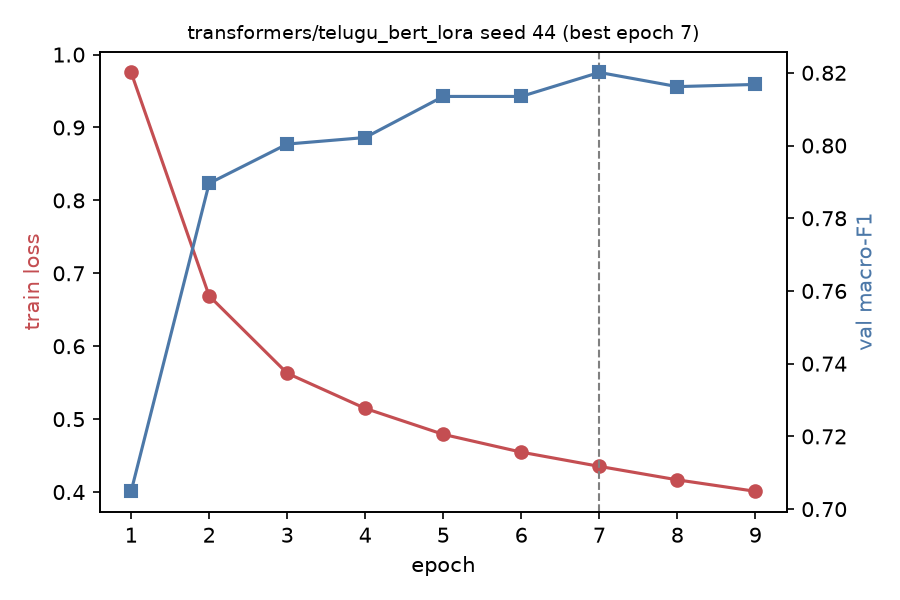 transformers/telugu_bert_lora seed 44 (best epoch 7)
1.0
0.9
0.8
0.7
0.6
0.5
0.4
train loss
0.82
0.80
0.78
0.76
0.74
0.72
0.70
val macro-F1
1 2 3 4 5 6 7 8 9
epoch